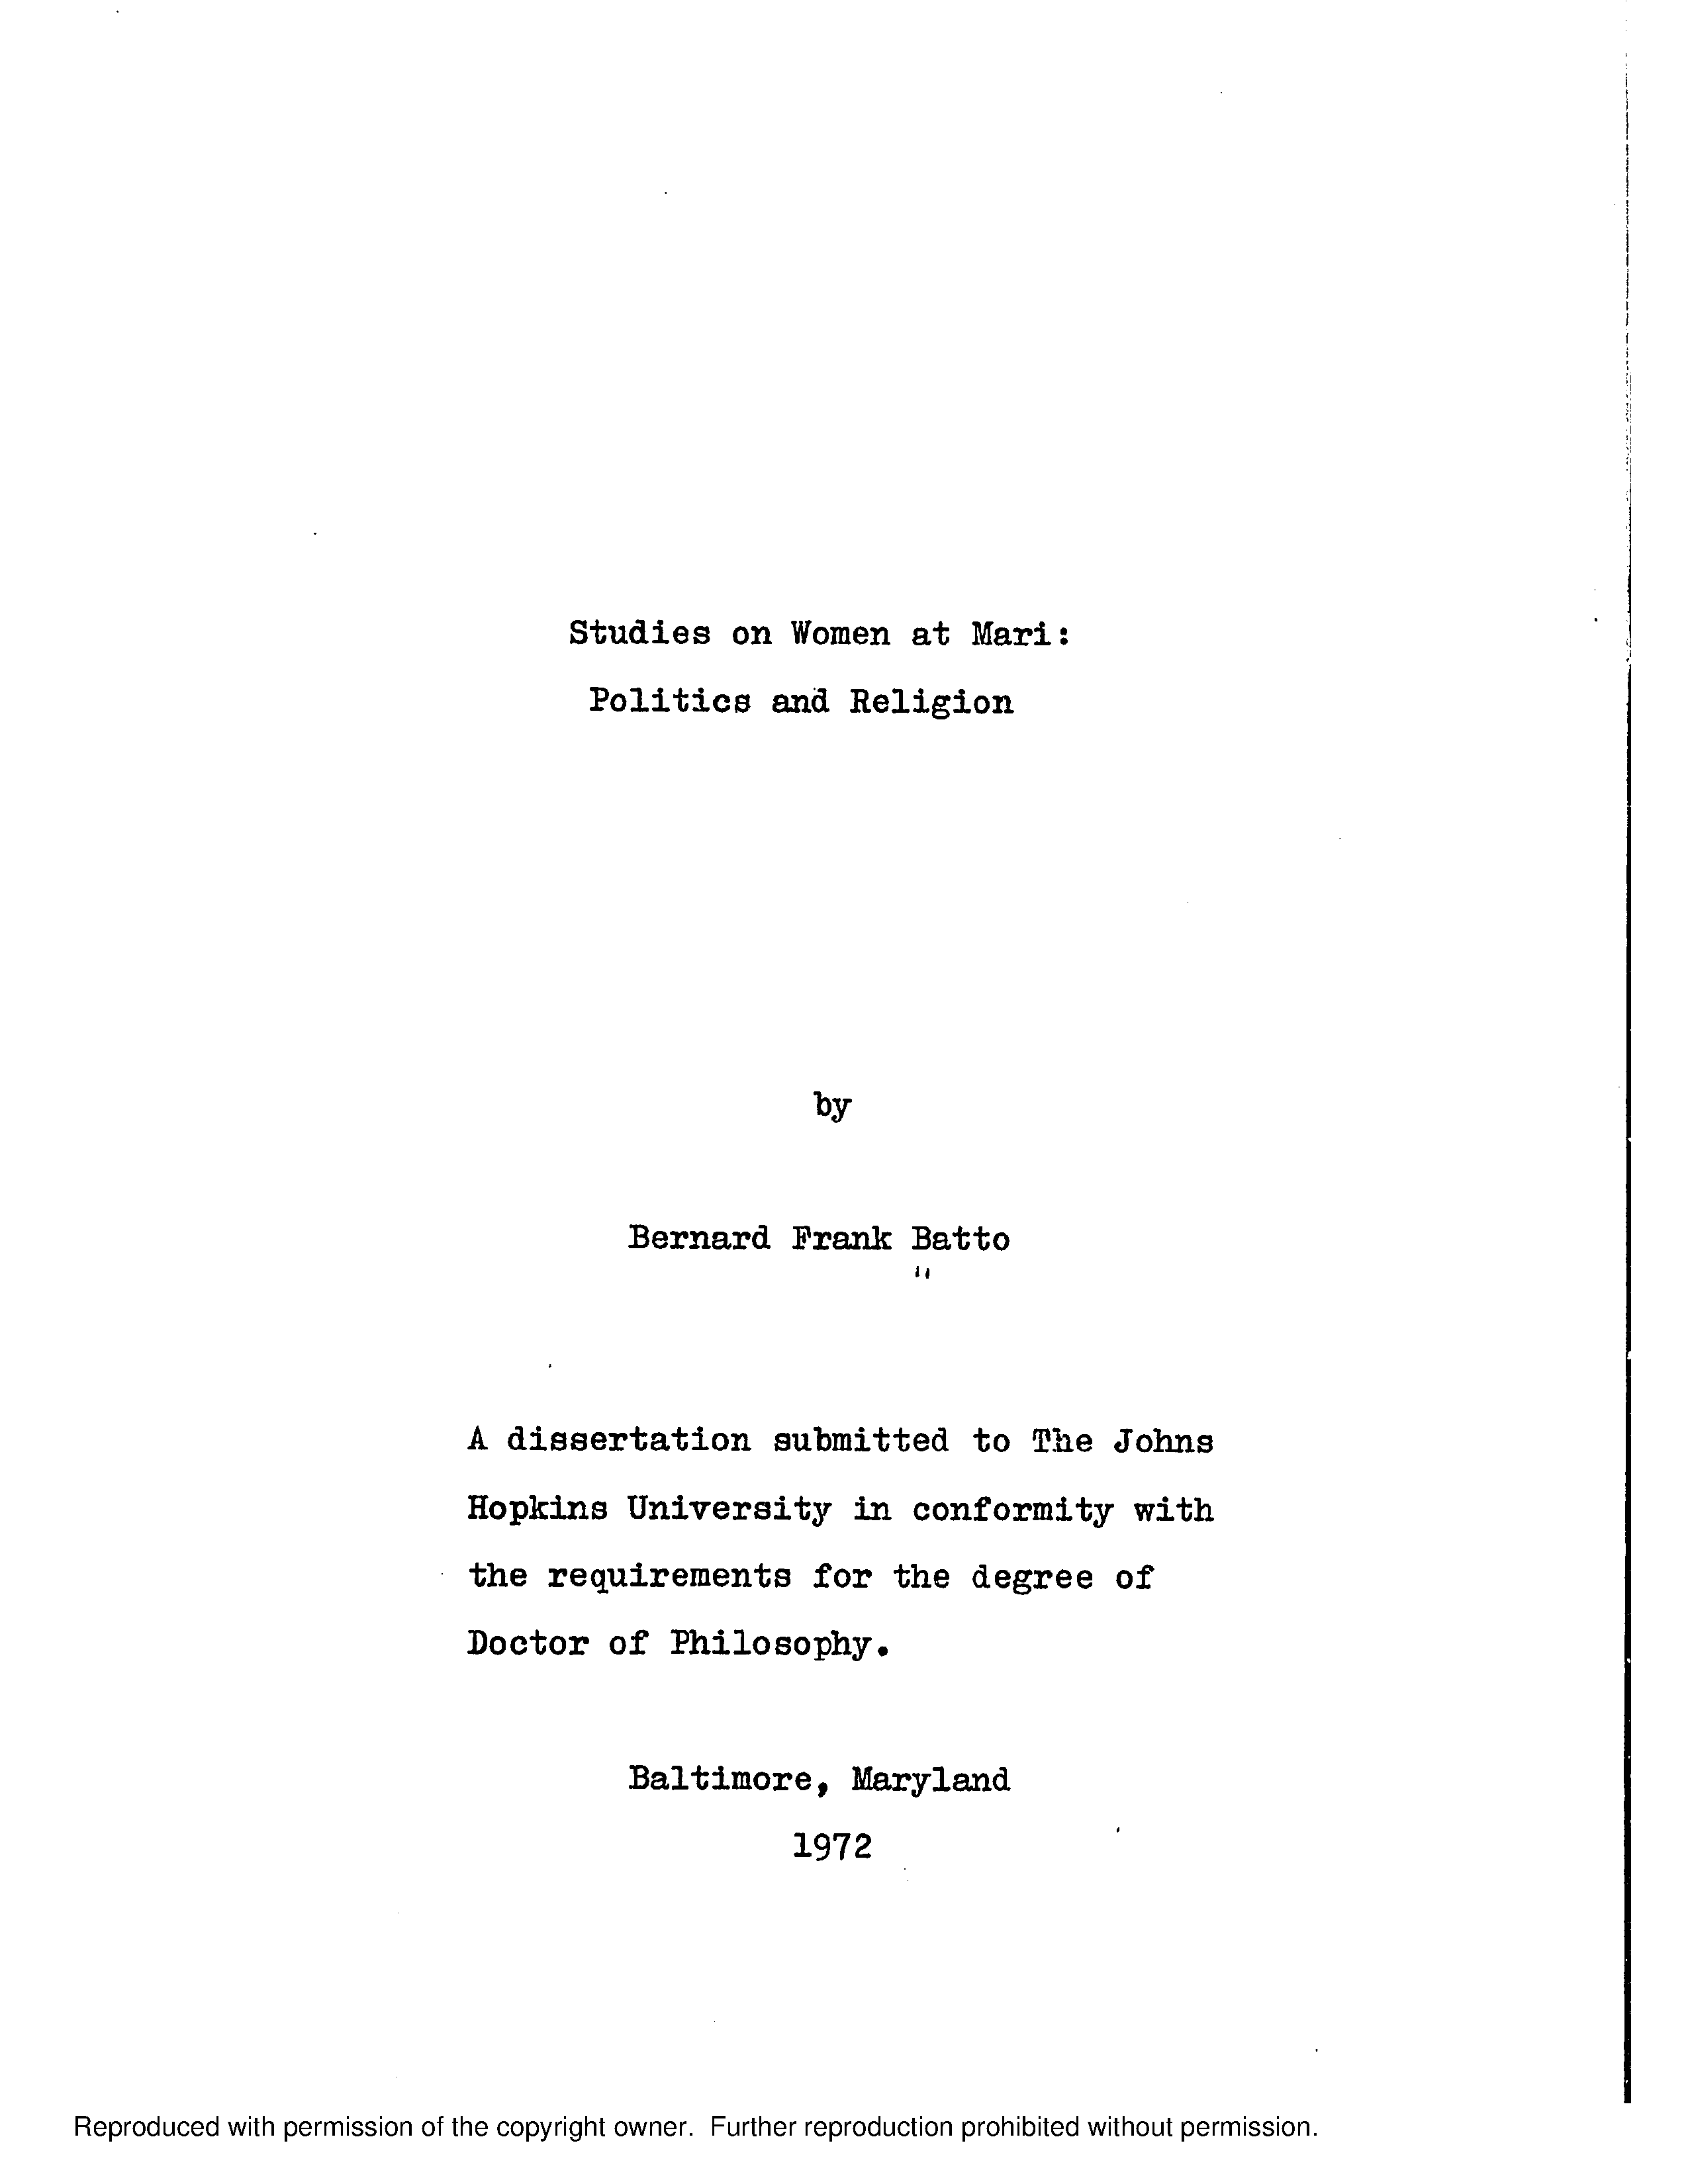 Studies on Women at Mari:
Politics and Religion
by
Bernard Frank Batto
A dissertation submitted to The Johns
Hopkins University in conformity with
the requirements for the degree of
Doctor of Philosophy.
Baltimore, Maryland
1972
Reproduced with permission of the copyright owner. Further reproduction prohibited without permission.